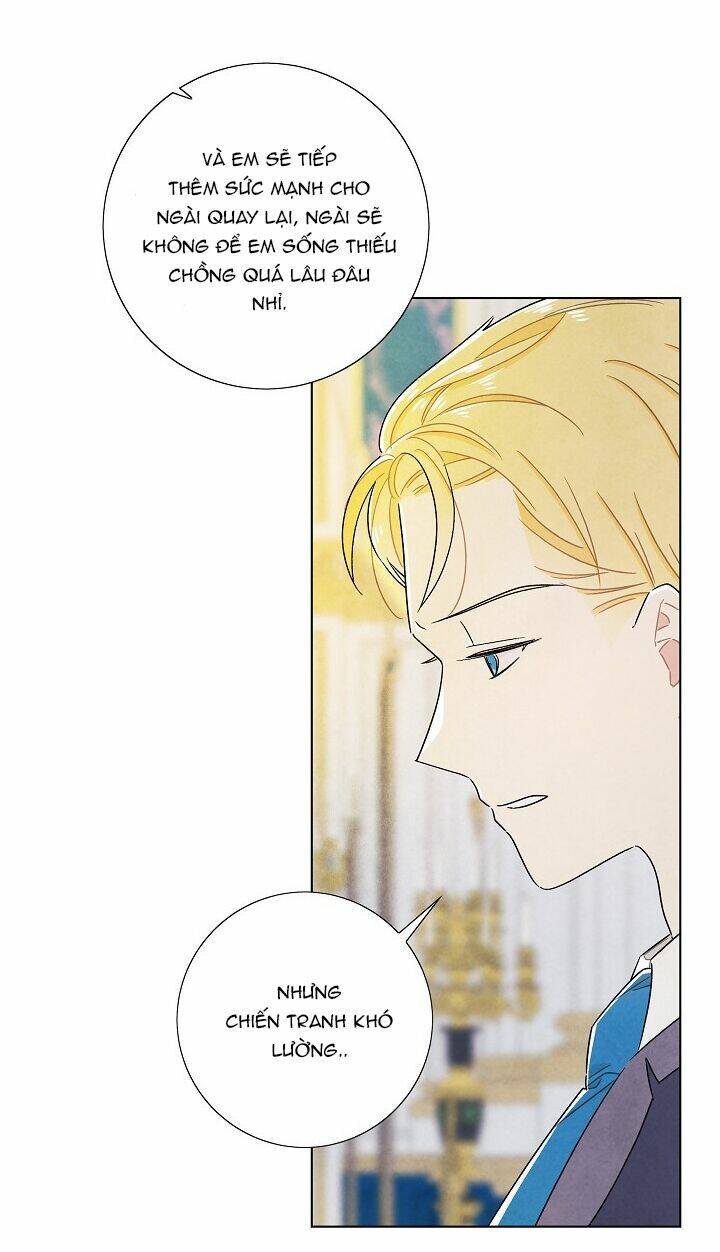 VÀ EM SẼ TIẾP
THÊM SỨC MẠNH CHO
NGÀI QUAY LẠI, NGÀI SẼ
KHÔNG ĐỂ EM SỐNG THIẾU
CHỒNG QUÁ LÂU ĐÂU
NHỈ.
NHƯNG
CHIẾN TRANH KHÓ
LƯỜNG..